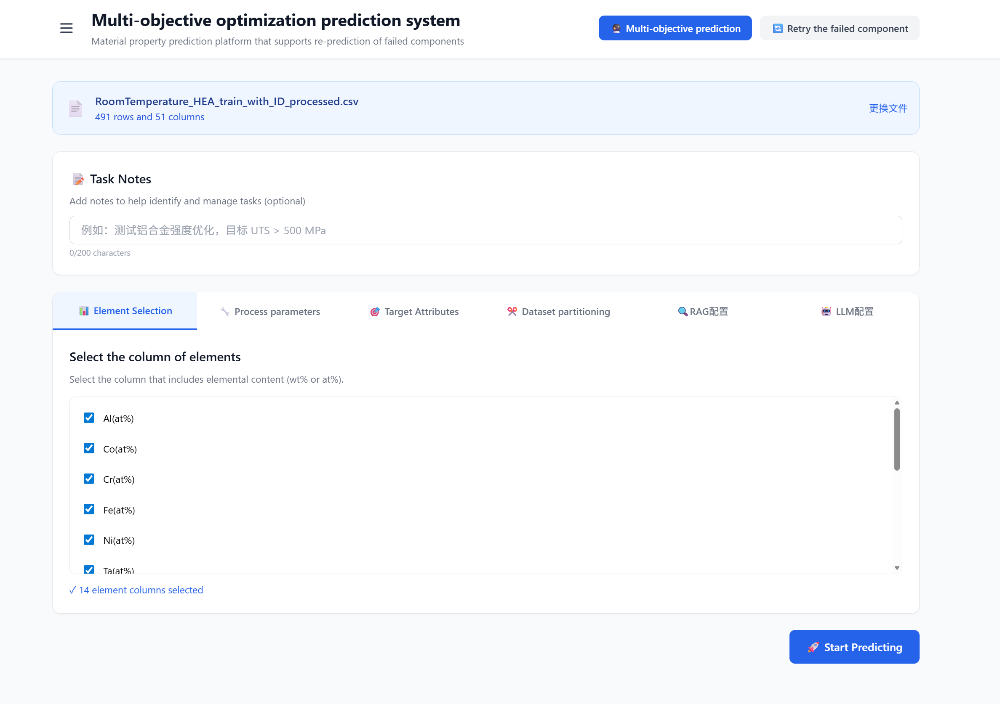 Multi-objective optimization prediction system
Material property prediction platform that supports re-prediction of failed components
Multi-objective prediction
Retry the failed component
RoomTemperature_HEA_train_with_ID_processed.csv
491 rows and 51 columns
更换文件
Task Notes
Add notes to help identify and manage tasks (optional)
例如：测试铝合金强度优化，目标 UTS > 500 MPa
0/200 characters
Element Selection
Process parameters
Target Attributes
Dataset partitioning
RAG配置
LLM配置
Select the column of elements
Select the column that includes elemental content (wt% or at%).
Al(at%)
Co(at%)
Cr(at%)
Fe(at%)
Ni(at%)
Ta(at%)
✓ 14 element columns selected
Start Predicting